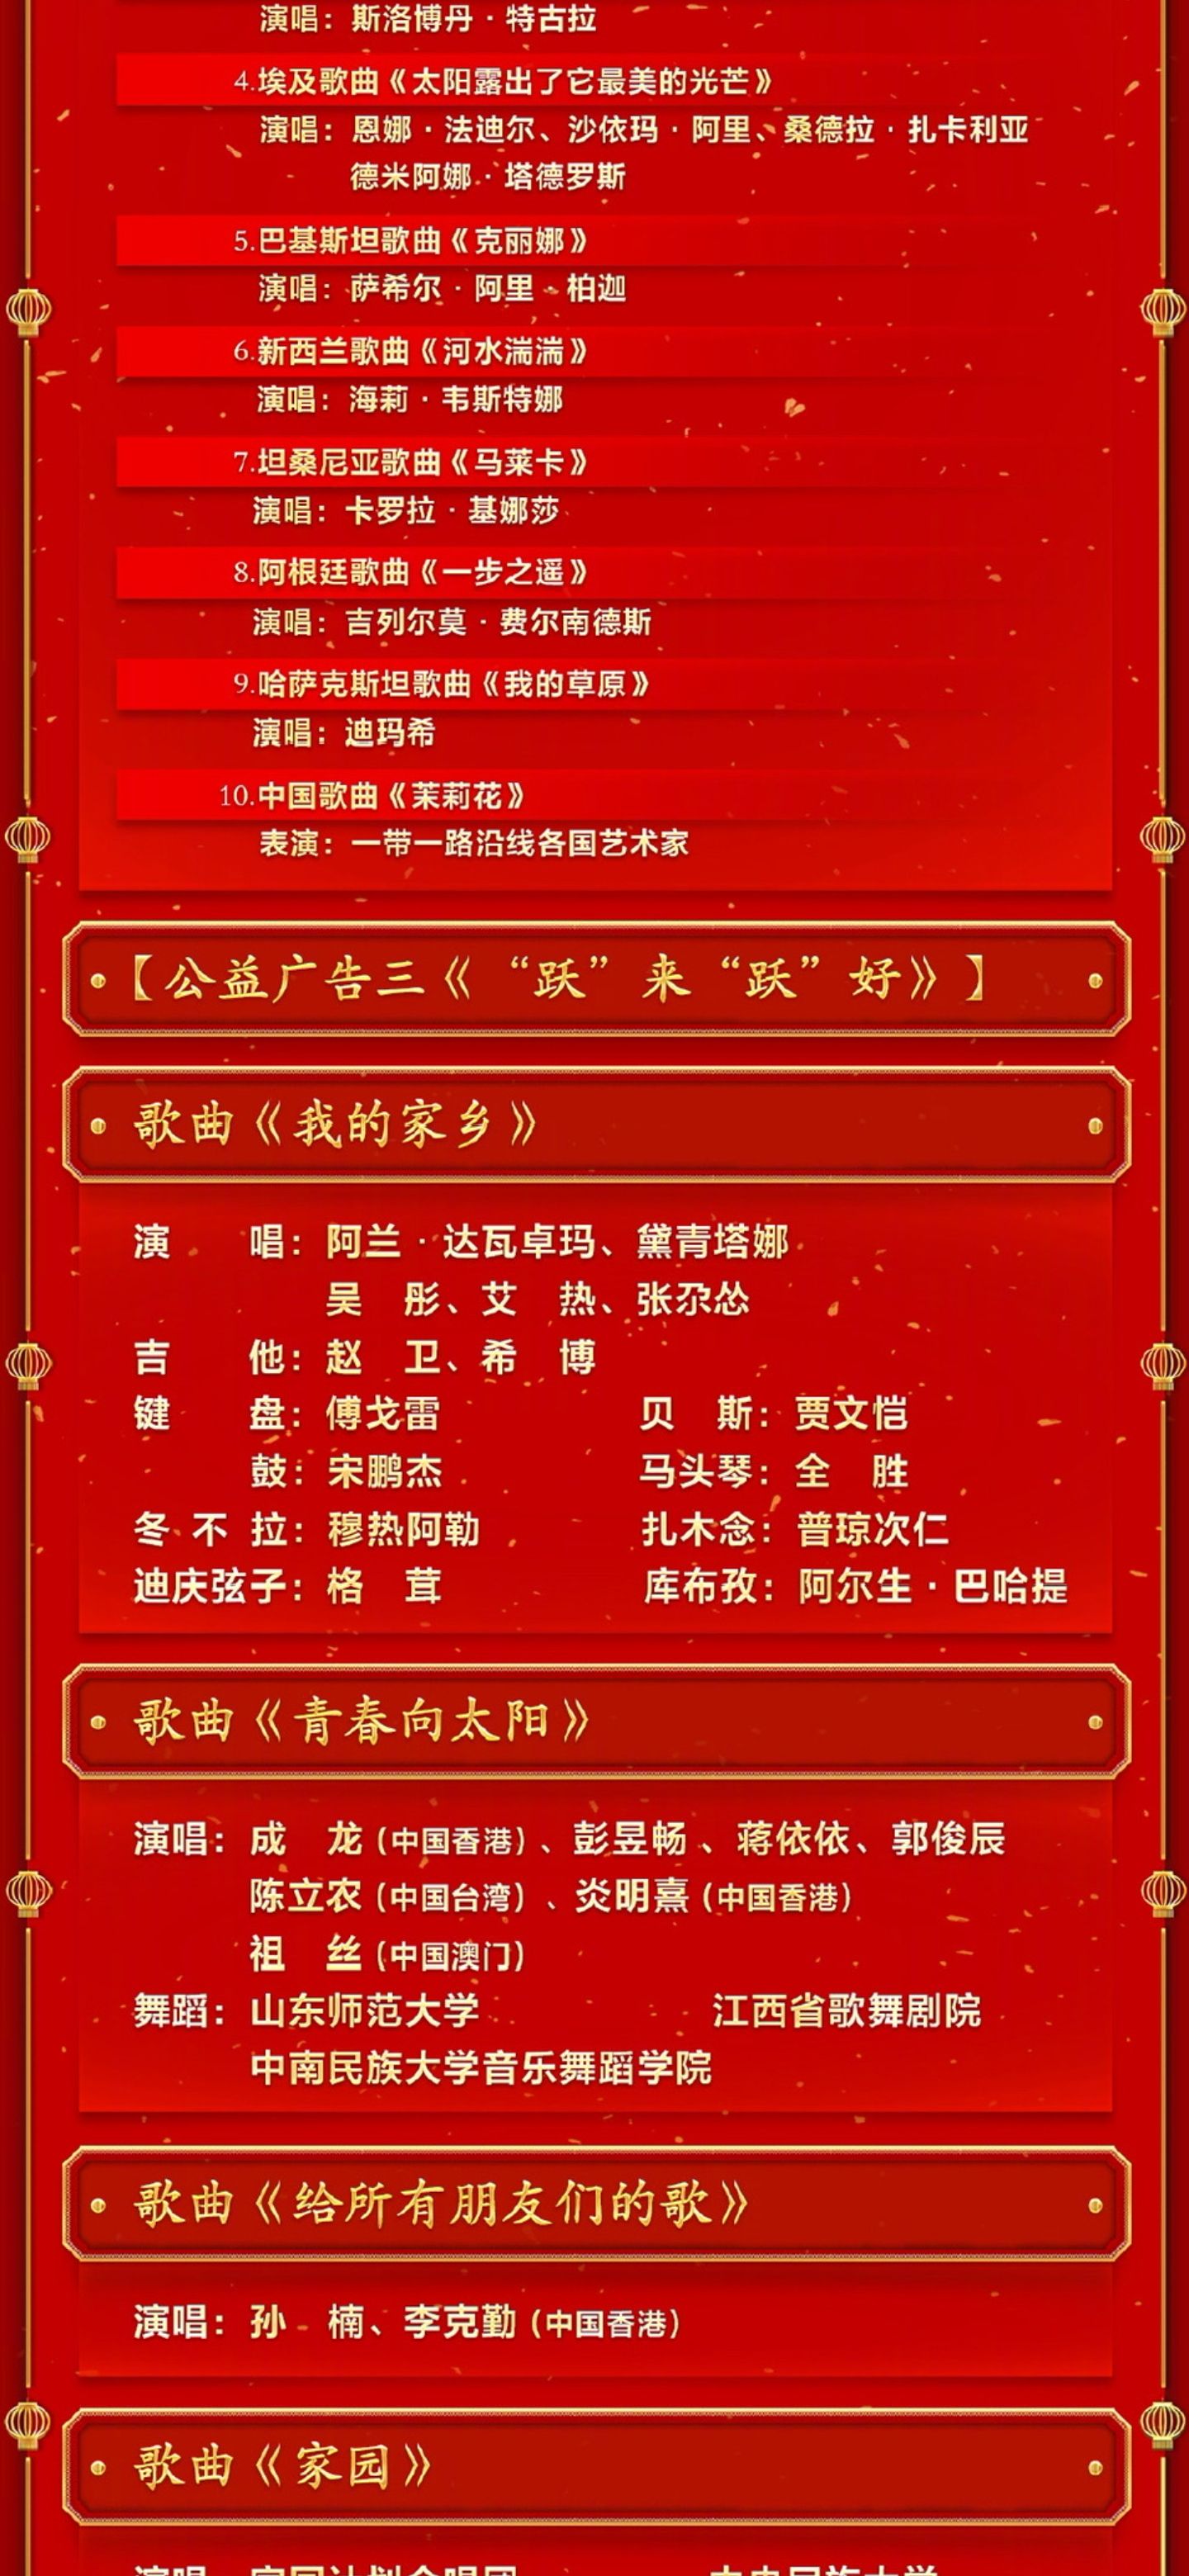 演唱：斯洛博丹·特古拉
4.埃及歌曲《太阳露出了它最美的光芒》
演唱：恩娜·法迪尔、沙依玛·阿里、桑德拉·扎卡利亚
德米阿娜·塔德罗斯
5.巴基斯坦歌曲《克丽娜》
演唱：萨希尔·阿里·柏迦
6.新西兰歌曲《河水湍湍》
演唱：海莉·韦斯特娜
7.坦桑尼亚歌曲《马莱卡》
演唱：卡罗拉·基娜莎
8.阿根廷歌曲《一步之遥》
演唱：吉列尔莫·费尔南德斯
9.哈萨克斯坦歌曲《我的草原》
演唱：迪玛希
10.中国歌曲《茉莉花》
表演：一带一路沿线各国艺术家
【公益广告三《“跃”来“跃”好》】
歌曲《我的家乡》
演 唱：阿兰·达瓦卓玛、黛青塔娜
吴 彤、艾 热、张尕怂
吉 他：赵 卫、希 博
键 盘：傅戈雷 贝 斯：贾文恺
鼓：宋鹏杰 马头琴：全 胜
冬不拉：穆热阿勒 扎木念：普琼次仁
迪庆弦子：格 茸 库布孜：阿尔生·巴哈提
歌曲《青春向太阳》
演唱：成 龙（中国香港）、彭昱畅、蒋依依、郭俊辰
陈立农（中国台湾）、炎明熹（中国香港）
祖 丝（中国澳门）
舞蹈：山东师范大学 江西省歌舞剧院
中南民族大学音乐舞蹈学院
歌曲《给所有朋友们的歌》
演唱：孙 楠、李克勤（中国香港）
歌曲《家园》